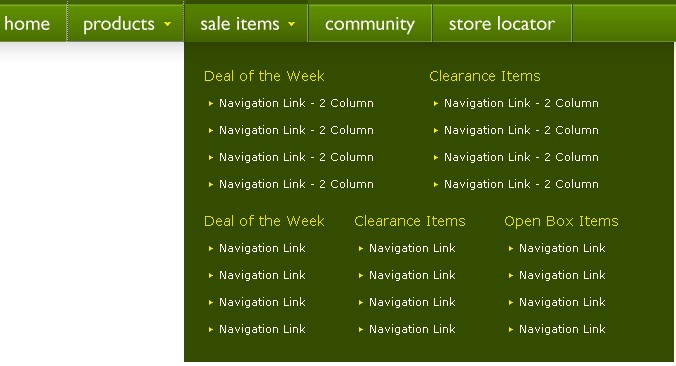 home products sale items community store locator
Deal of the Week Clearance Items
Navigation Link - 2 Column Navigation Link - 2 Column
Navigation Link - 2 Column Navigation Link - 2 Column
Navigation Link - 2 Column Navigation Link - 2 Column
Navigation Link - 2 Column Navigation Link - 2 Column
Deal of the Week Clearance Items Open Box Items
Navigation Link Navigation Link Navigation Link
Navigation Link Navigation Link Navigation Link
Navigation Link Navigation Link Navigation Link
Navigation Link Navigation Link Navigation Link